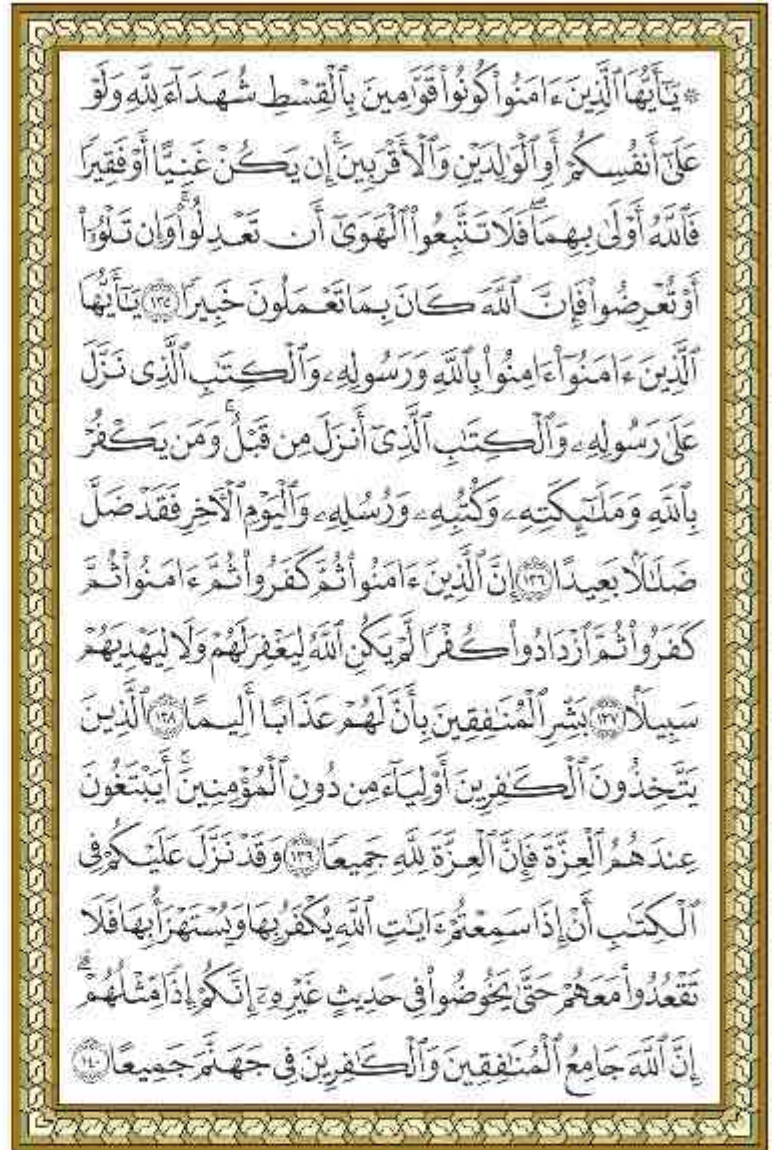 ۞ يَٰٓأَيُّهَا ٱلَّذِينَ ءَامَنُوا۟ كُونُوا۟ قَوَّٰمِينَ بِٱلْقِسْطِ شُهَدَآءَ لِلَّهِ وَلَوْ
عَلَىٰٓ أَنفُسِكُمْ أَوِ ٱلْوَٰلِدَيْنِ وَٱلْأَقْرَبِينَ ۚ إِن يَكُنْ غَنِيًّا أَوْ فَقِيرًا
فَٱللَّهُ أَوْلَىٰ بِهِمَا ۖ فَلَا تَتَّبِعُوا۟ ٱلْهَوَىٰٓ أَن تَعْدِلُوا۟ ۚ وَإِن تَلْوُۥٓا۟
أَوْ تُعْرِضُوا۟ فَإِنَّ ٱللَّهَ كَانَ بِمَا تَعْمَلُونَ خَبِيرًا ١٣٥ يَٰٓأَيُّهَا
ٱلَّذِينَ ءَامَنُوٓا۟ ءَامِنُوا۟ بِٱللَّهِ وَرَسُولِهِۦ وَٱلْكِتَٰبِ ٱلَّذِى نَزَّلَ
عَلَىٰ رَسُولِهِۦ وَٱلْكِتَٰبِ ٱلَّذِىٓ أَنزَلَ مِن قَبْلُ ۚ وَمَن يَكْفُرْ
بِٱللَّهِ وَمَلَٰٓئِكَتِهِۦ وَكُتُبِهِۦ وَرُسُلِهِۦ وَٱلْيَوْمِ ٱلْءَاخِرِ فَقَدْ ضَلَّ
ضَلَٰلًۢا بَعِيدًا ١٣٦ إِنَّ ٱلَّذِينَ ءَامَنُوا۟ ثُمَّ كَفَرُوا۟ ثُمَّ ءَامَنُوا۟ ثُمَّ
كَفَرُوا۟ ثُمَّ ٱزْدَادُوا۟ كُفْرًا لَّمْ يَكُنِ ٱللَّهُ لِيَغْفِرَ لَهُمْ وَلَا لِيَهْدِيَهُمْ
سَبِيلًۢا ١٣٧ بَشِّرِ ٱلْمُنَٰفِقِينَ بِأَنَّ لَهُمْ عَذَابًا أَلِيمًا ١٣٨ ٱلَّذِينَ
يَتَّخِذُونَ ٱلْكَٰفِرِينَ أَوْلِيَآءَ مِن دُونِ ٱلْمُؤْمِنِينَ ۚ أَيَبْتَغُونَ
عِندَهُمُ ٱلْعِزَّةَ فَإِنَّ ٱلْعِزَّةَ لِلَّهِ جَمِيعًا ١٣٩ وَقَدْ نَزَّلَ عَلَيْكُمْ فِى
ٱلْكِتَٰبِ أَنْ إِذَا سَمِعْتُمْ ءَايَٰتِ ٱللَّهِ يُكْفَرُ بِهَا وَيُسْتَهْزَأُ بِهَا فَلَا
تَقْعُدُوا۟ مَعَهُمْ حَتَّىٰ يَخُوضُوا۟ فِى حَدِيثٍ غَيْرِهِۦٓ ۚ إِنَّكُمْ إِذًا مِّثْلُهُمْ ۗ
إِنَّ ٱللَّهَ جَامِعُ ٱلْمُنَٰفِقِينَ وَٱلْكَٰفِرِينَ فِى جَهَنَّمَ جَمِيعًا ١٤٠